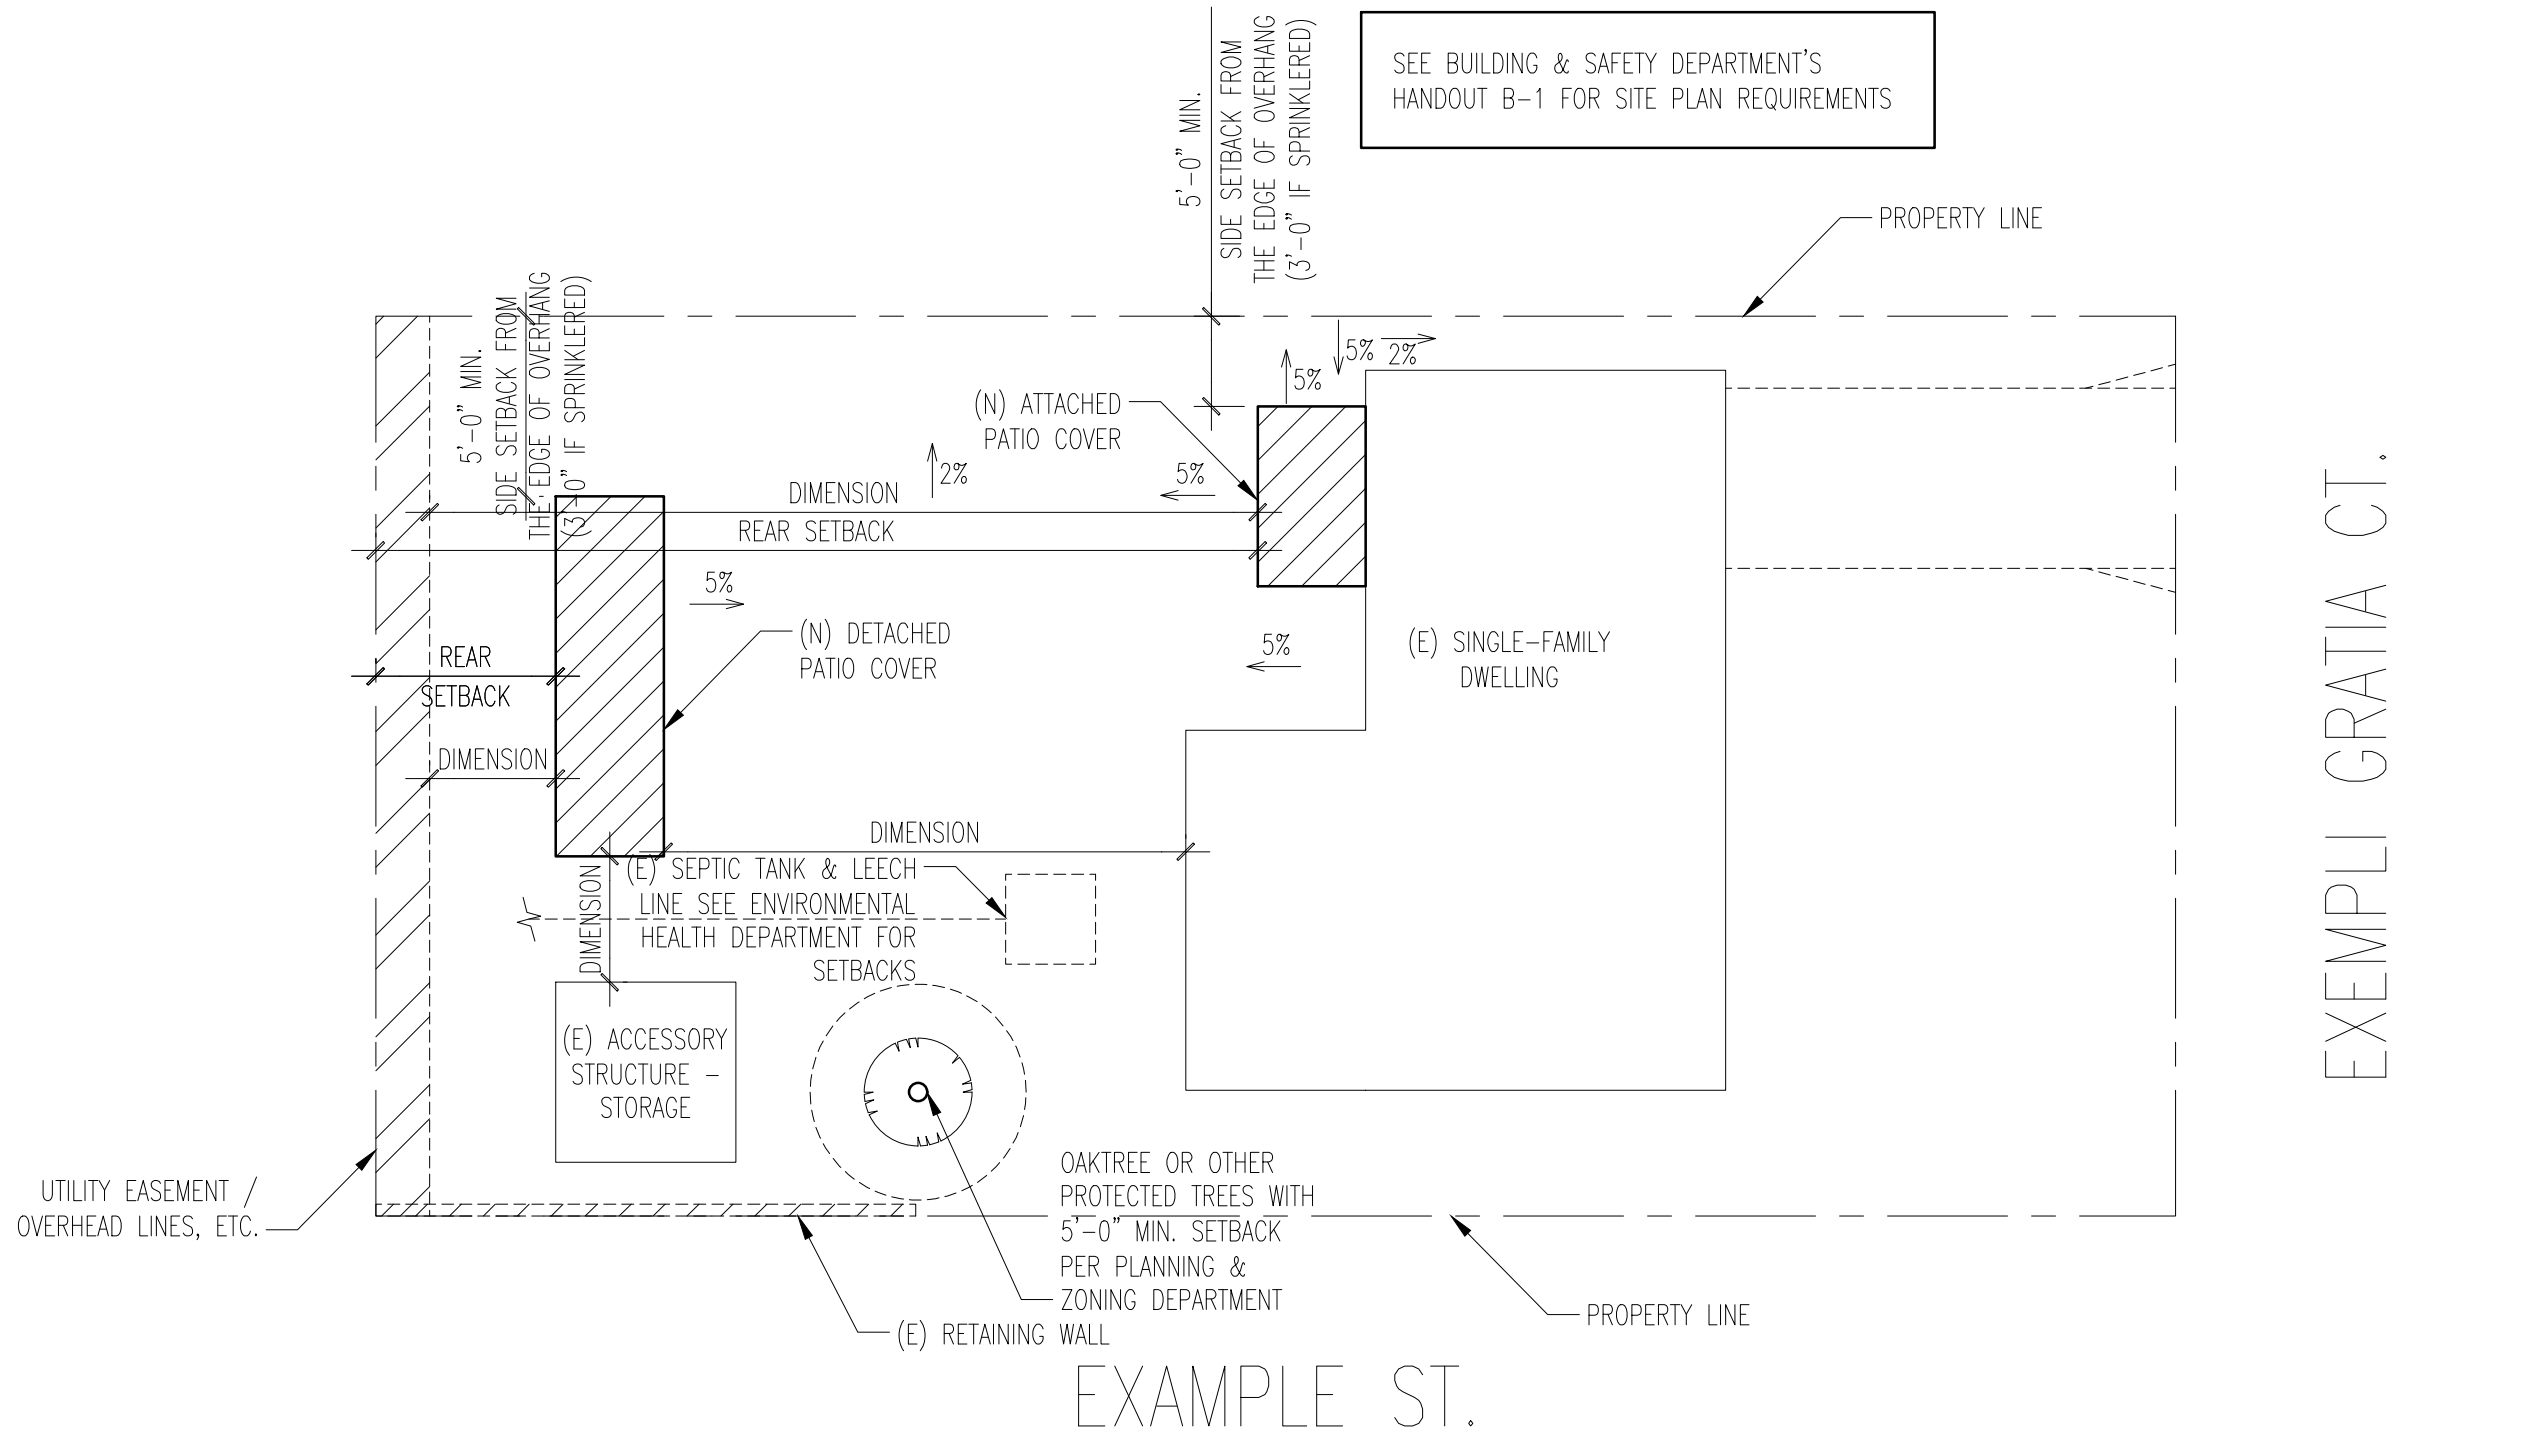 SEE BUILDING & SAFETY DEPARTMENT'S
HANDOUT B-1 FOR SITE PLAN REQUIREMENTS
5'-0" MIN.
SIDE SETBACK FROM
THE EDGE OF OVERHANG
(3'-0" IF SPRINKLERED)
PROPERTY LINE
5'-0" MIN.
SIDE SETBACK FROM
THE EDGE OF OVERHANG
(3'-0" IF SPRINKLERED)
5%
2%
5%
(N) ATTACHED
PATIO COVER
2%
5%
DIMENSION
REAR SETBACK
5%
(N) DETACHED
PATIO COVER
5%
(E) SINGLE-FAMILY
DWELLING
REAR
SETBACK
DIMENSION
DIMENSION
DIMENSION
(E) SEPTIC TANK & LEECH
LINE SEE ENVIRONMENTAL
HEALTH DEPARTMENT FOR
SETBACKS
(E) ACCESSORY
STRUCTURE -
STORAGE
UTILITY EASEMENT /
OVERHEAD LINES, ETC.
OAKTREE OR OTHER
PROTECTED TREES WITH
5'-0" MIN. SETBACK
PER PLANNING &
ZONING DEPARTMENT
(E) RETAINING WALL
PROPERTY LINE
EXAMPLE ST.
EXEMPLI GRATIA CT.